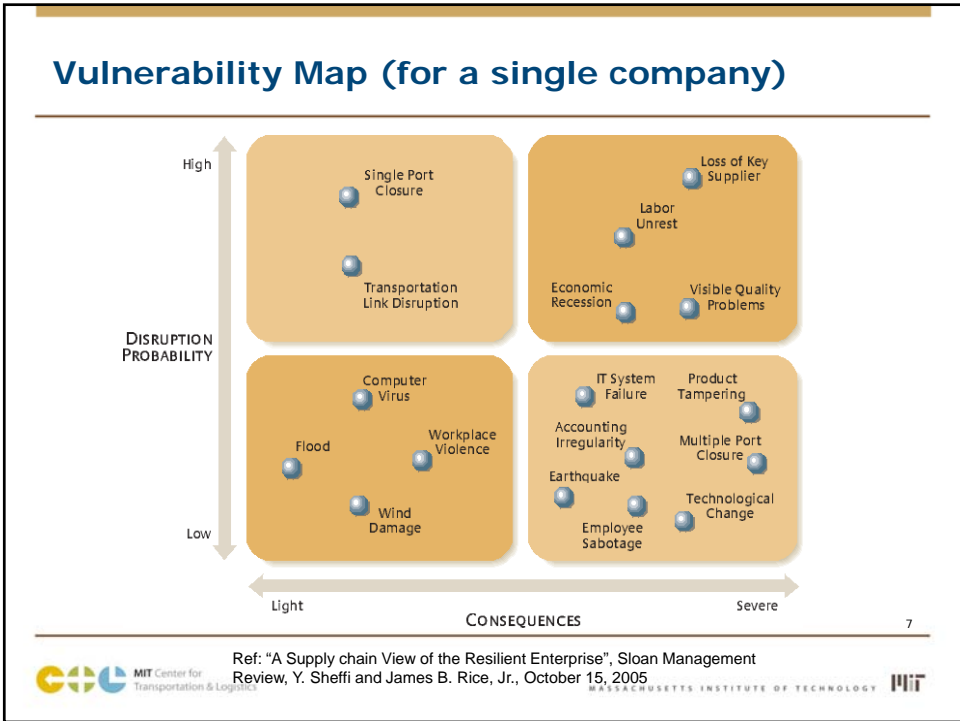 Vulnerability Map (for a single company)
High
Single Port
Closure
Transportation
Link Disruption
Loss of Key
Supplier
Labor
Unrest
Economic
Recession
Visible Quality
Problems
DISRUPTION
PROBABILITY
Computer
Virus
Flood
Workplace
Violence
Wind
Damage
IT System
Failure
Product
Tampering
Accounting
Irregularity
Multiple Port
Closure
Earthquake
Technological
Change
Employee
Sabotage
Low
Light
Severe
CONSEQUENCES
7
Ref: “A Supply chain View of the Resilient Enterprise”, Sloan Management
Review, Y. Sheffi and James B. Rice, Jr., October 15, 2005
MIT Center for
Transportation & Logistics
MASSACHUSETTS INSTITUTE OF TECHNOLOGY
MIT